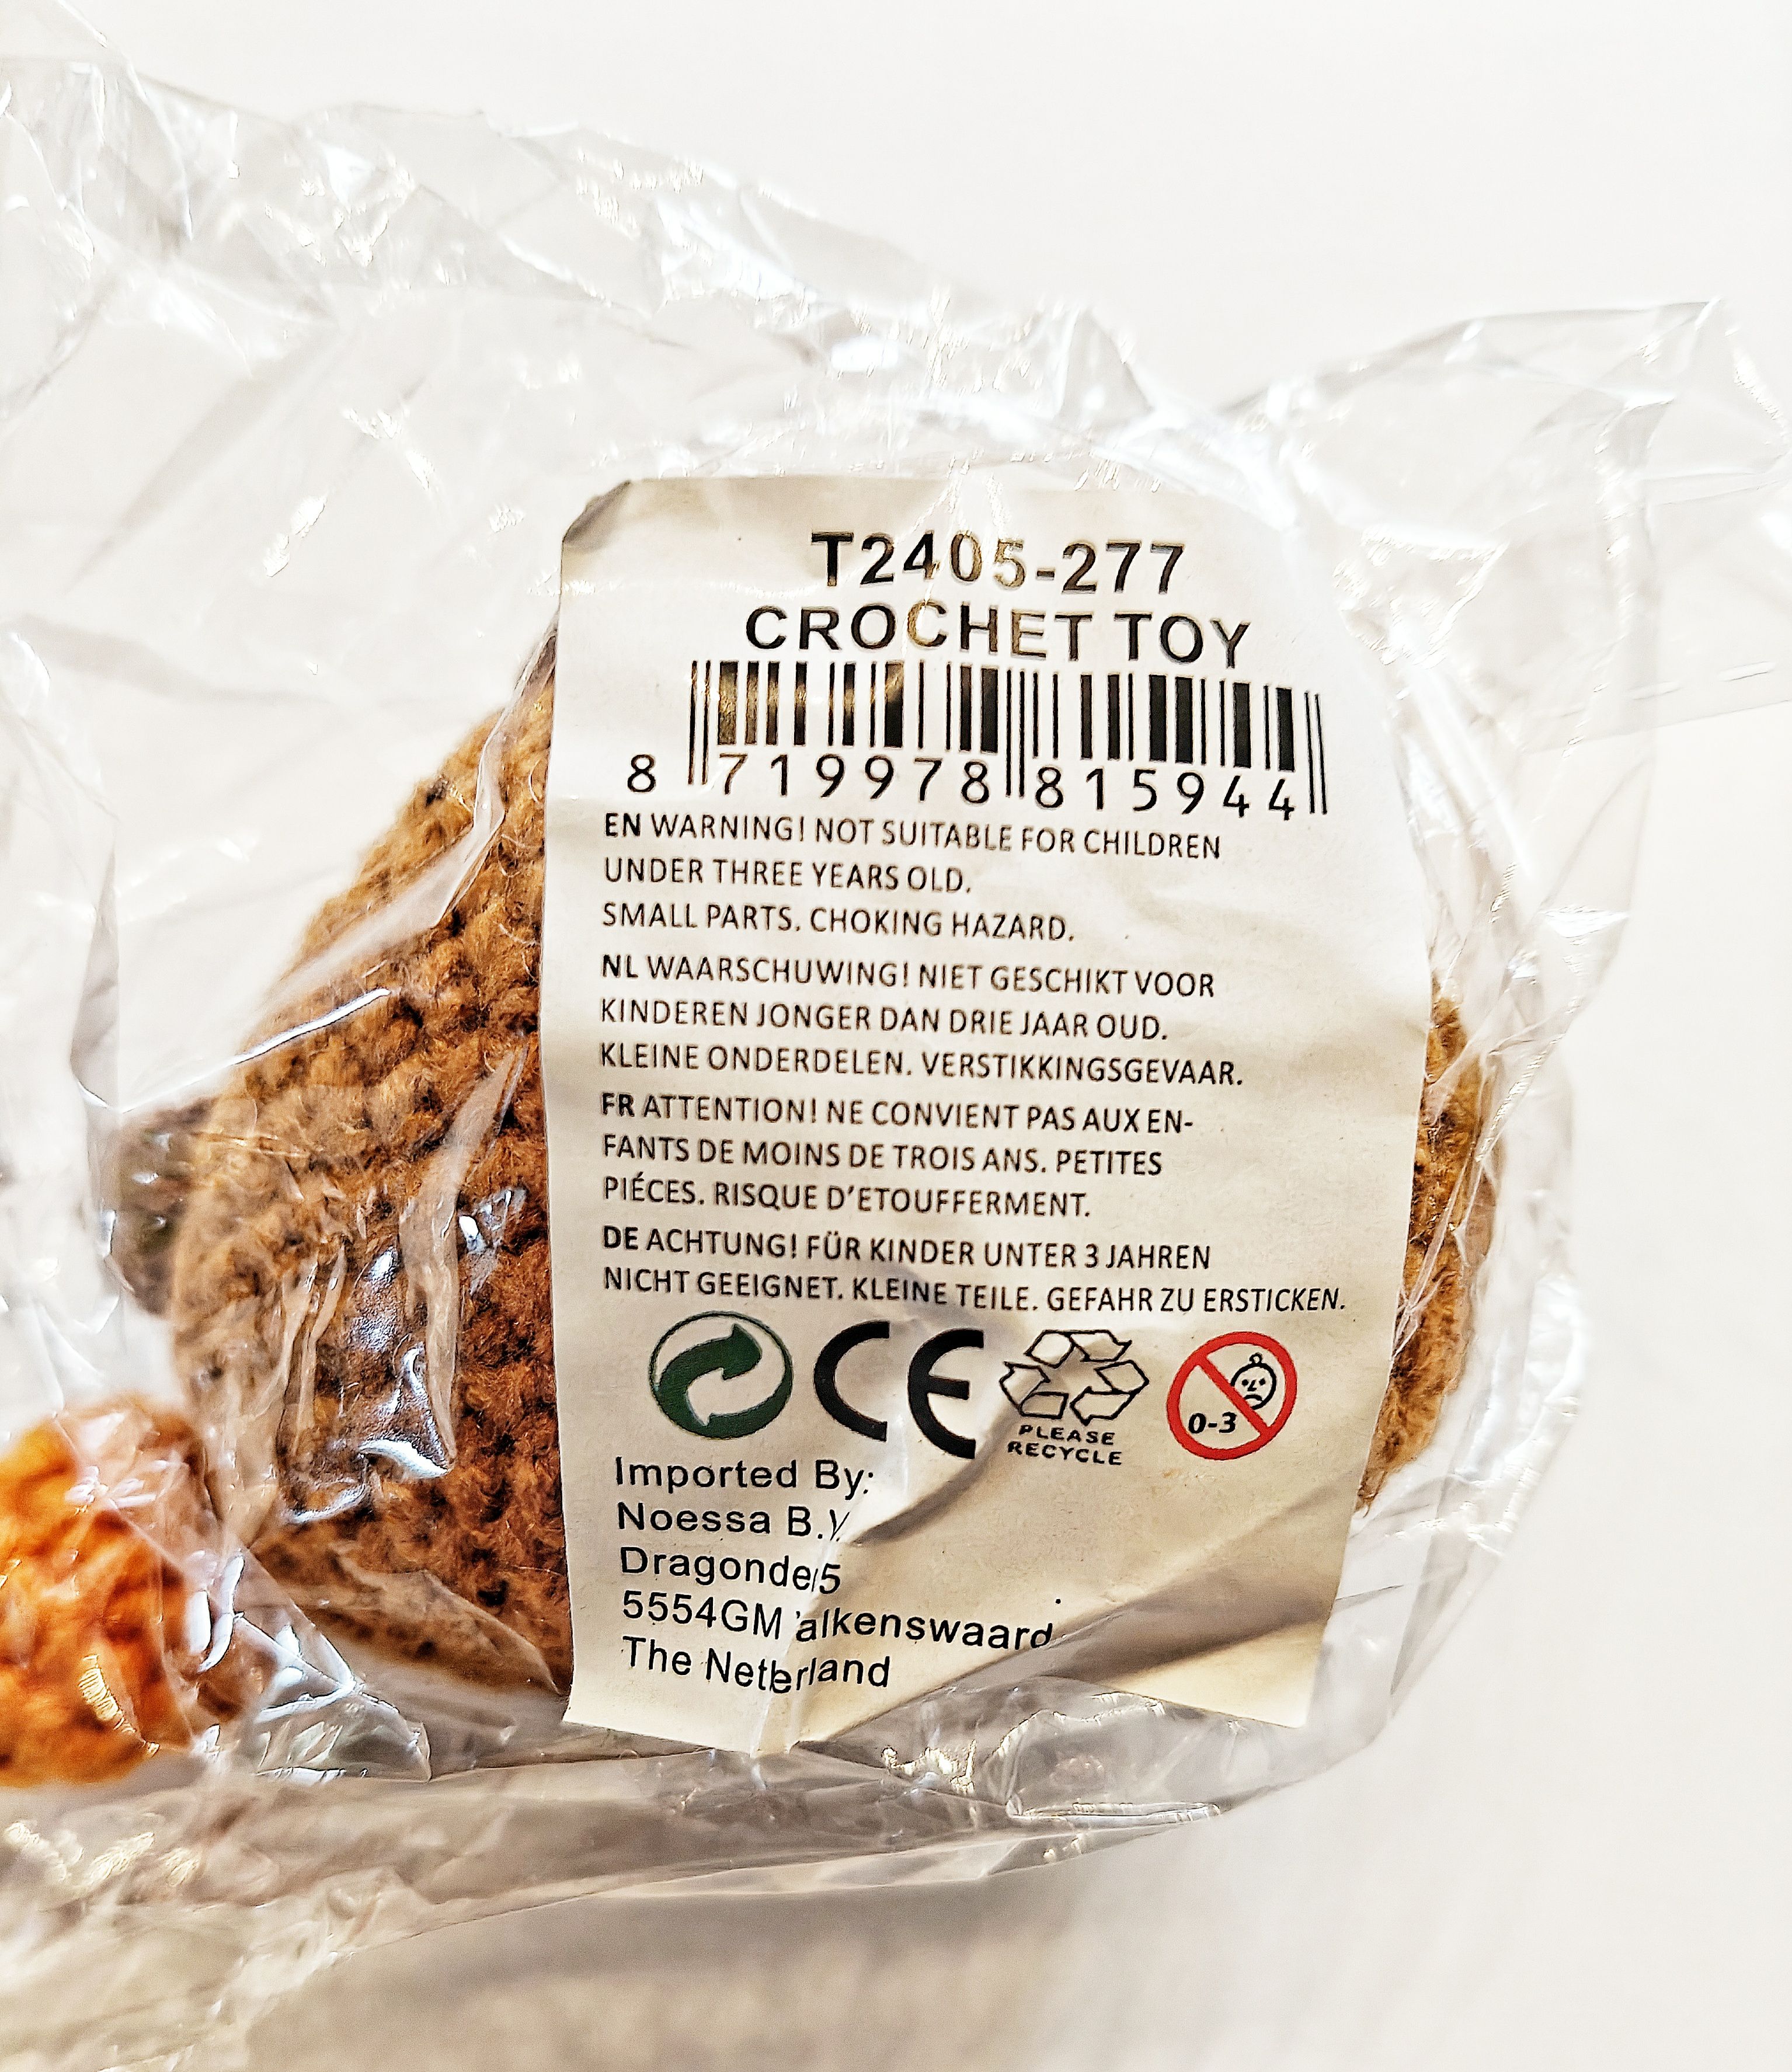 T2405-277
CROCHET TOY
8 719978 815944
EN WARNING! NOT SUITABLE FOR CHILDREN
UNDER THREE YEARS OLD.
SMALL PARTS. CHOKING HAZARD.
NL WAARSCHUWING! NIET GESCHIKT VOOR
KINDEREN JONGER DAN DRIE JAAR OUD.
KLEINE ONDERDELEN. VERSTIKKINGSGEVAAR.
FR ATTENTION! NE CONVIENT PAS AUX EN-
FANTS DE MOINS DE TROIS ANS. PETITES
PIÉCES. RISQUE D'ETOUFFERMENT.
DE ACHTUNG! FÜR KINDER UNTER 3 JAHREN
NICHT GEEIGNET. KLEINE TEILE. GEFAHR ZU ERSTICKEN.
CE
PLEASE
RECYCLE
0-3
Imported By:
Noessa B.V
5554GM
The